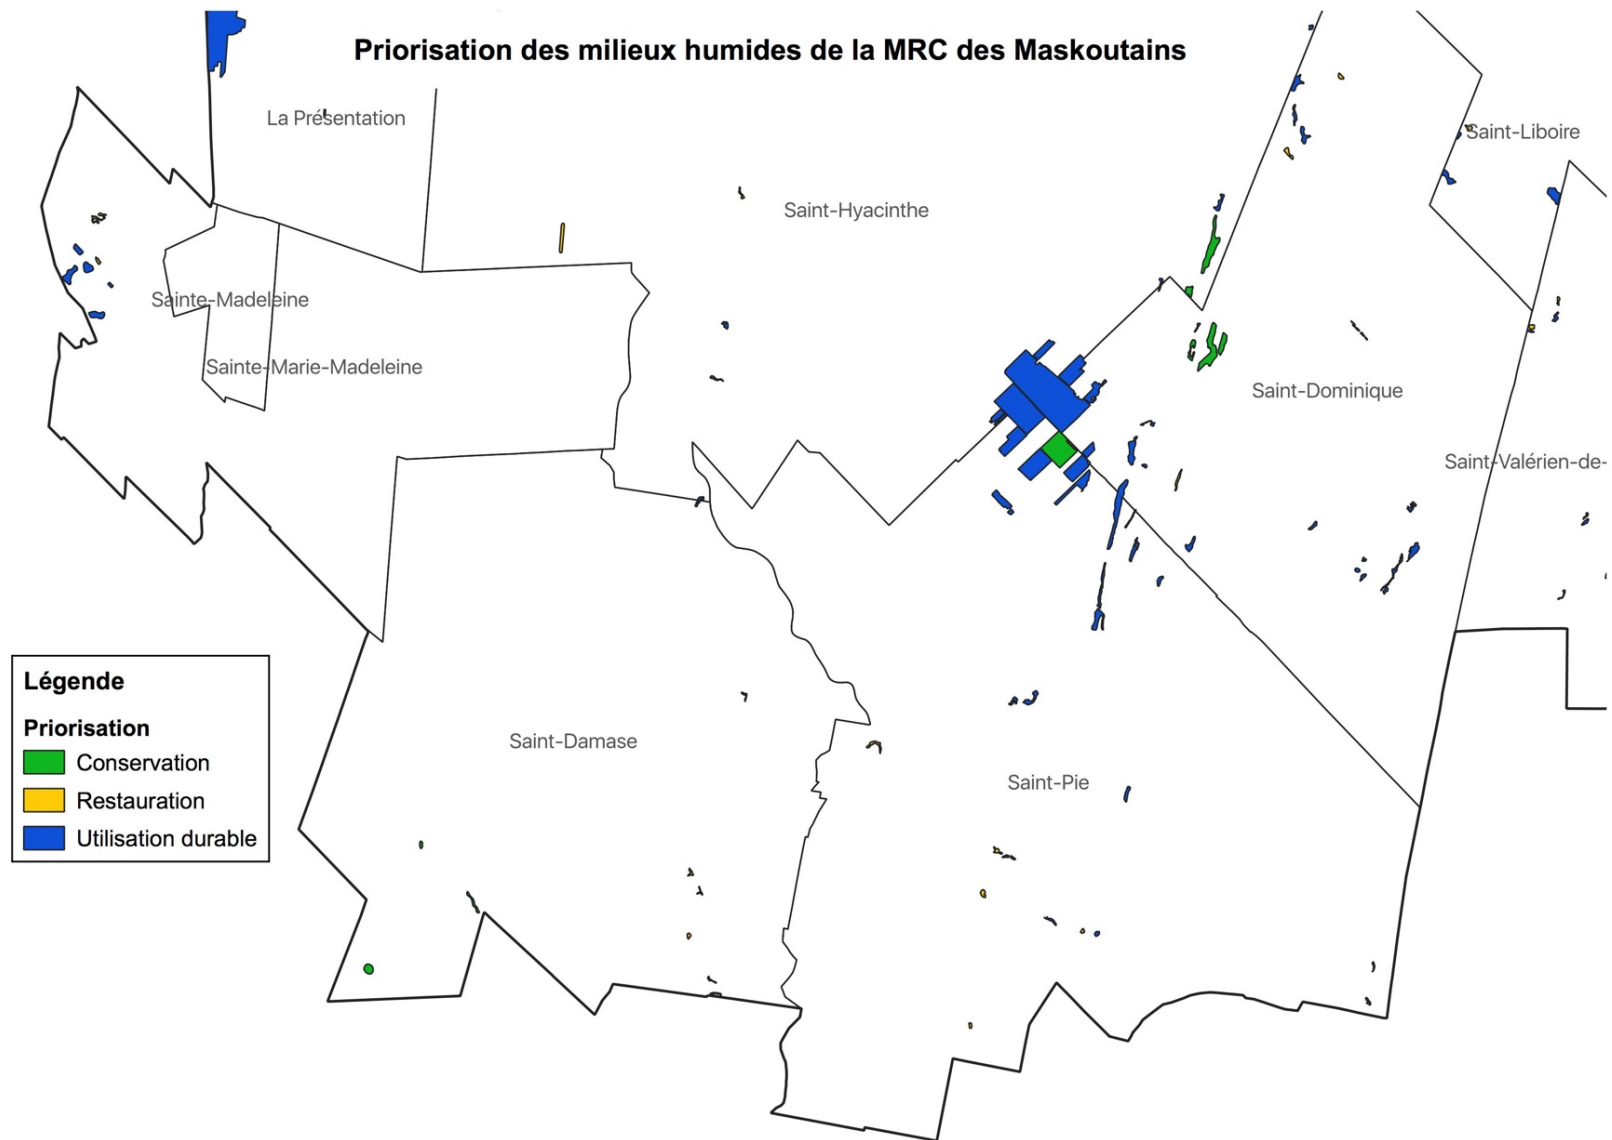 Priorisation des milieux humides de la MRC des Maskoutains
La Présentation
Saint-Liboire
Saint-Hyacinthe
Sainte-Madeleine
Sainte-Marie-Madeleine
Saint-Dominique
Saint-Valérien-de-
Saint-Damase
Saint-Pie
Légende
Priorisation
Conservation
Restauration
Utilisation durable